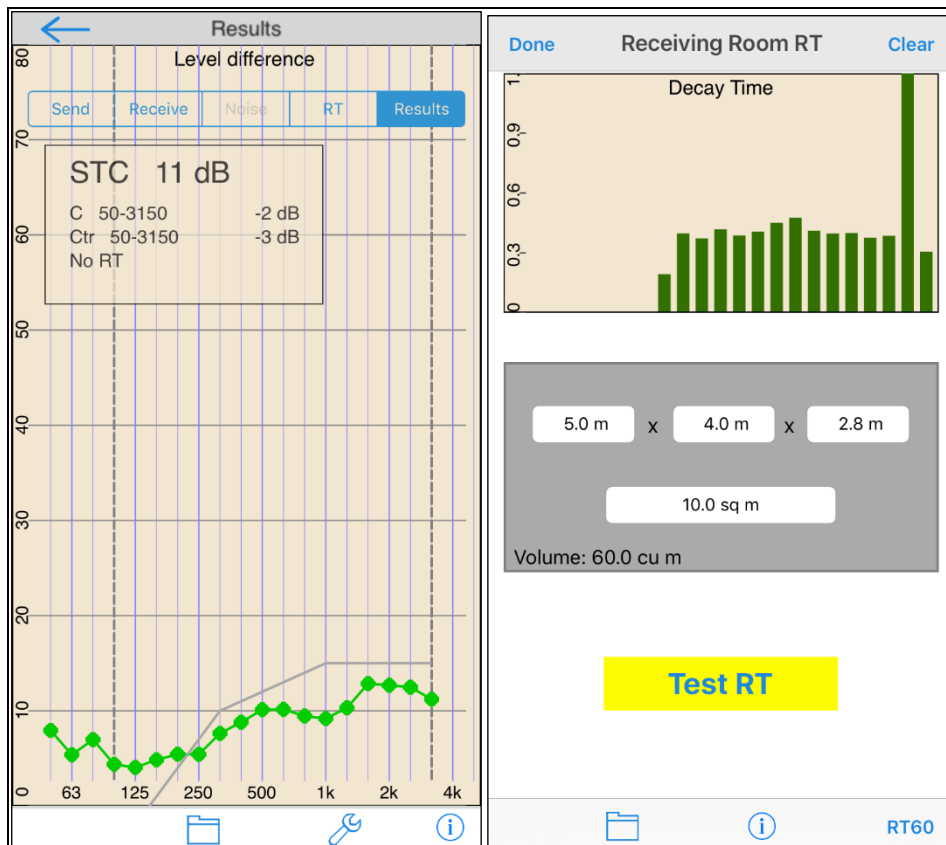 Results
Level difference
Send Receive Noise RT Results
STC 11 dB
C 50-3150 -2 dB
Ctr 50-3150 -3 dB
No RT
80
70
60
50
40
30
20
10
0
63 125 250 500 1k 2k 4k
Done Receiving Room RT Clear
Decay Time
1.
0.9
0.6
0.3
0
5.0 m x 4.0 m x 2.8 m
10.0 sq m
Volume: 60.0 cu m
Test RT
RT60